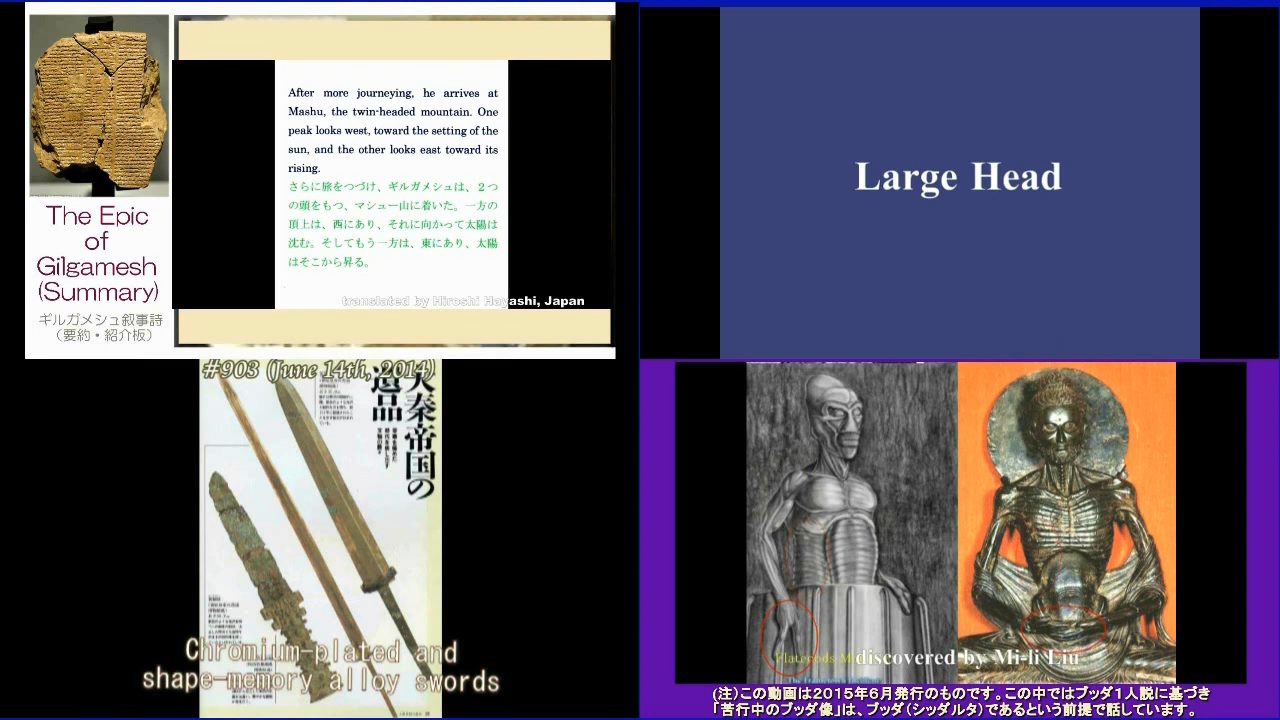 The Epic
of
Gilgamesh
(Summary)
ギルガメシュ叙事詩
（要約・紹介板）
After more journeying, he arrives at
Mashu, the twin-headed mountain. One
peak looks west, toward the setting of the
sun, and the other looks east toward its
rising.
さらに旅をつづけ、ギルガメシュは、２つ
の頭をもつ、マシュー山に着いた。一方の
頂上は、西にあり、それに向かって太陽は
沈む。そしてもう一方は、東にあり、太陽
はそこから昇る。
translated by Hiroshi Hayashi, Japan
Large Head
#903 (June 14th, 2014)
大秦帝国の
遺品
Chromium-plated and
shape-memory alloy swords
discovered by Mi-li Liu
(注)この動画は2015年6月発行のものです。この中ではブッダ1人説に基づき
「苦行中のブッダ像」は、ブッダ(シッダルタ)であるという前提で話しています。